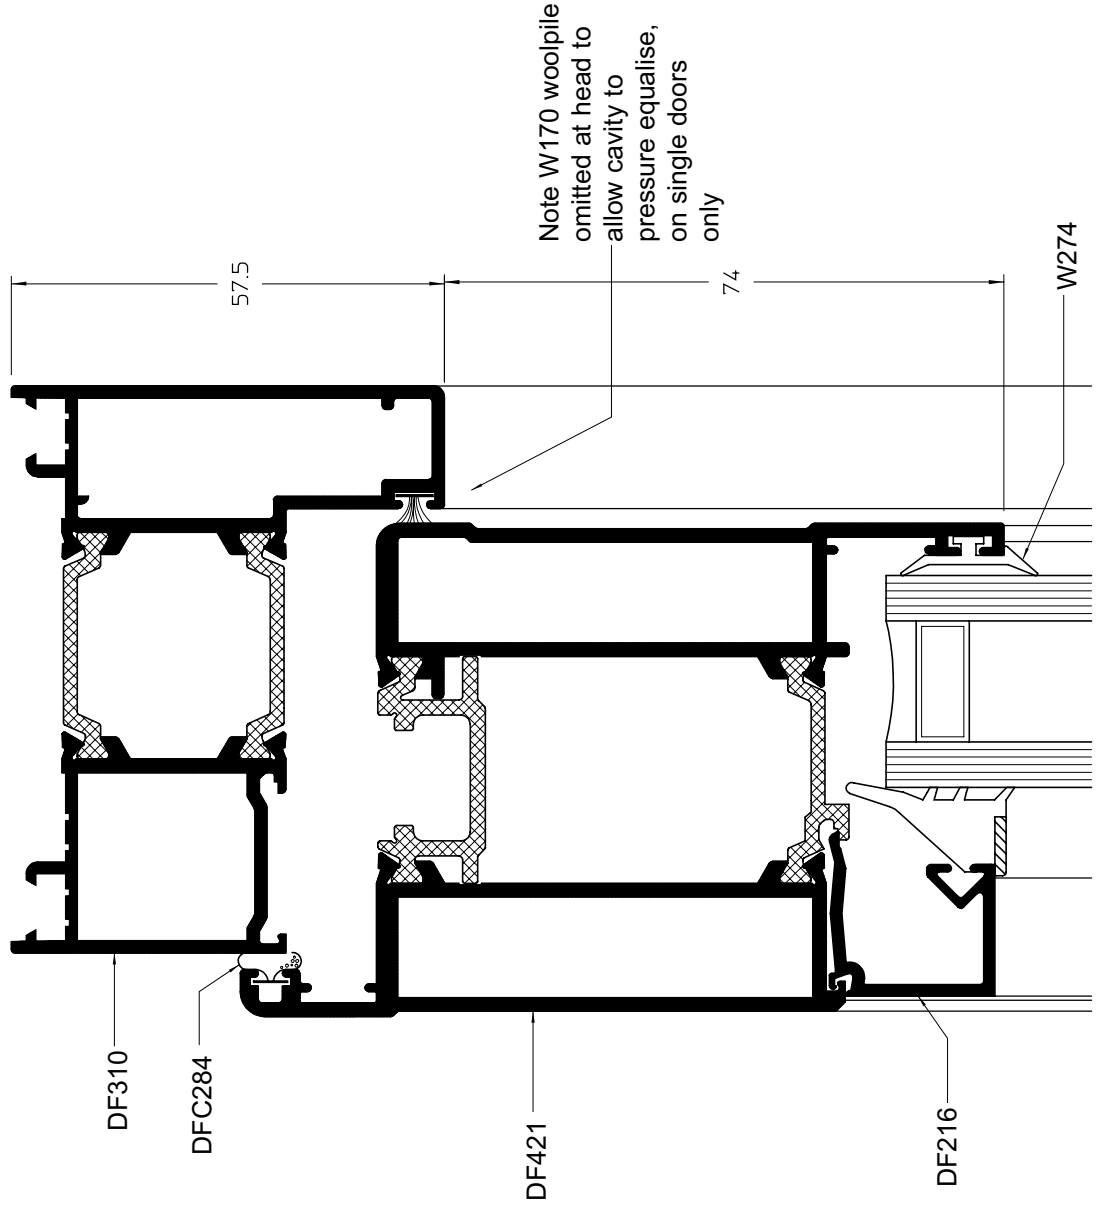 Note W170 woolpile
omitted at head to
allow cavity to
pressure equalise,
on single doors
only
57.5
74
W274
DF310
DFC284
DF421
DF216